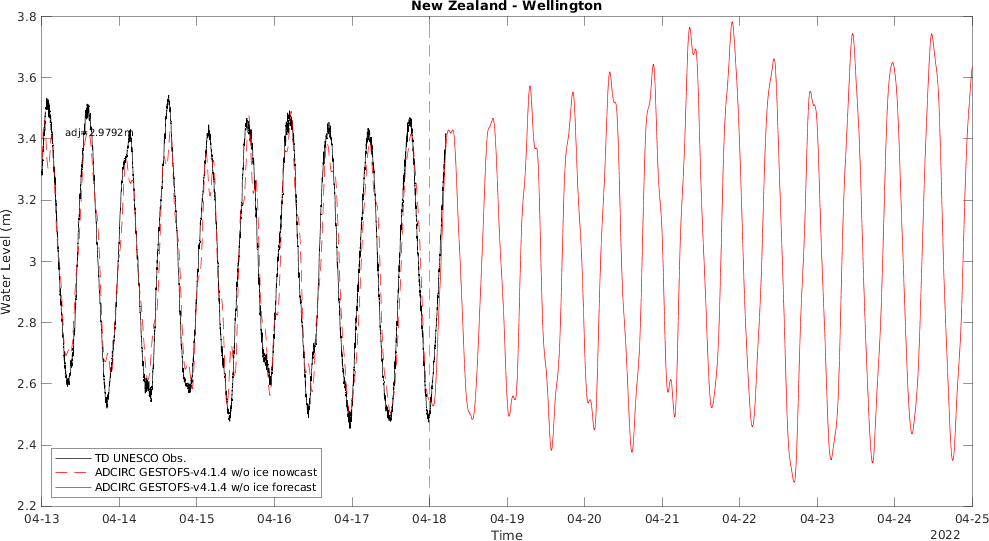 New Zealand - Wellington
3.8
3.6
3.4
3.2
3
2.8
2.6
2.4
2.2
Water Level (m)
adj=2.9792m
TD UNESCO Obs.
ADCIRC GESTOFS-v4.1.4 w/o ice nowcast
ADCIRC GESTOFS-v4.1.4 w/o ice forecast
04-13 04-14 04-15 04-16 04-17 04-18 04-19 04-20 04-21 04-22 04-23 04-24 04-25
Time
2022